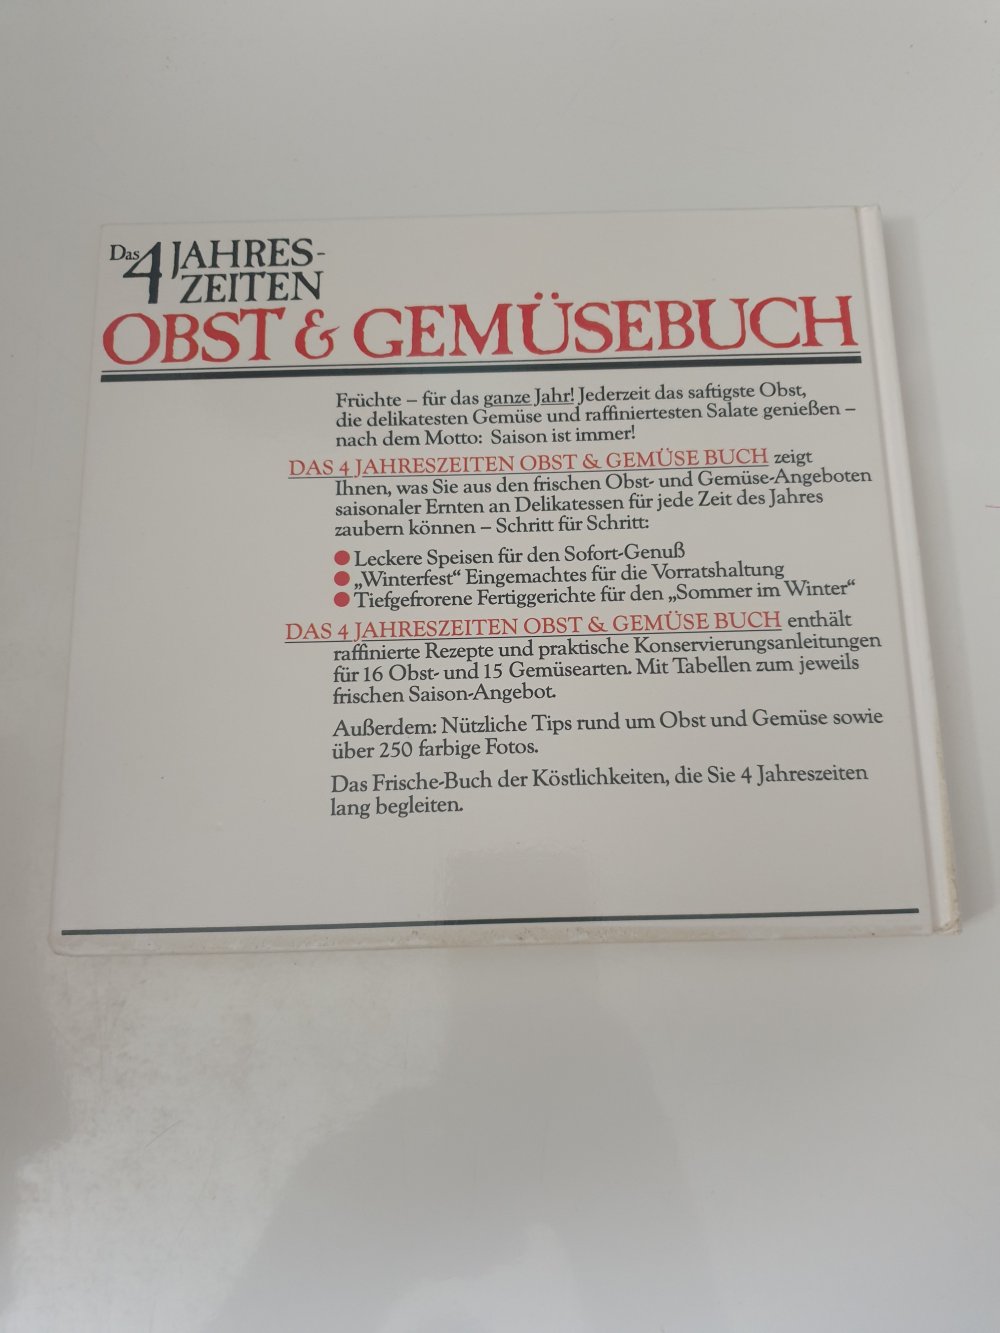 Das 4 JAHRES-
ZEITEN
OBST & GEMÜSEBUCH
Früchte – für das ganze Jahr! Jederzeit das saftigste Obst,
die delikatesten Gemüse und raffiniertesten Salate genießen –
nach dem Motto: Saison ist immer!
DAS 4 JAHRESZEITEN OBST & GEMÜSE BUCH zeigt
Ihnen, was Sie aus den frischen Obst- und Gemüse-Angeboten
saisonaler Ernten an Delikatessen für jede Zeit des Jahres
zaubern können – Schritt für Schritt:
● Leckere Speisen für den Sofort-Genuß
● „Winterfest“ Eingemachtes für die Vorratshaltung
● Tiefgefrorene Fertiggerichte für den „Sommer im Winter“
DAS 4 JAHRESZEITEN OBST & GEMÜSE BUCH enthält
raffinierte Rezepte und praktische Konservierungsanleitungen
für 16 Obst- und 15 Gemüsearten. Mit Tabellen zum jeweils
frischen Saison-Angebot.
Außerdem: Nützliche Tips rund um Obst und Gemüse sowie
über 250 farbige Fotos.
Das Frische-Buch der Köstlichkeiten, die Sie 4 Jahreszeiten
lang begleiten.